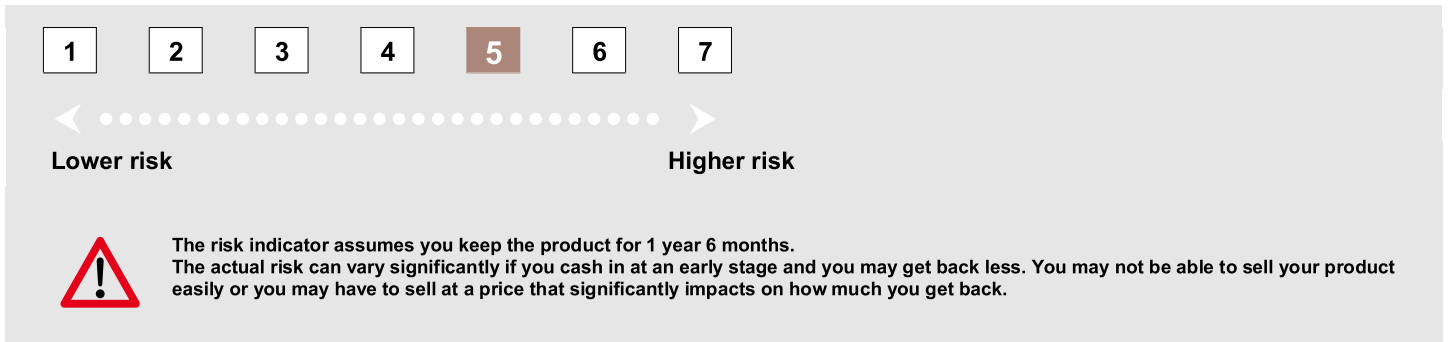 1 2 3 4 5 6 7
Lower risk Higher risk
The risk indicator assumes you keep the product for 1 year 6 months.
The actual risk can vary significantly if you cash in at an early stage and you may get back less. You may not be able to sell your product
easily or you may have to sell at a price that significantly impacts on how much you get back.